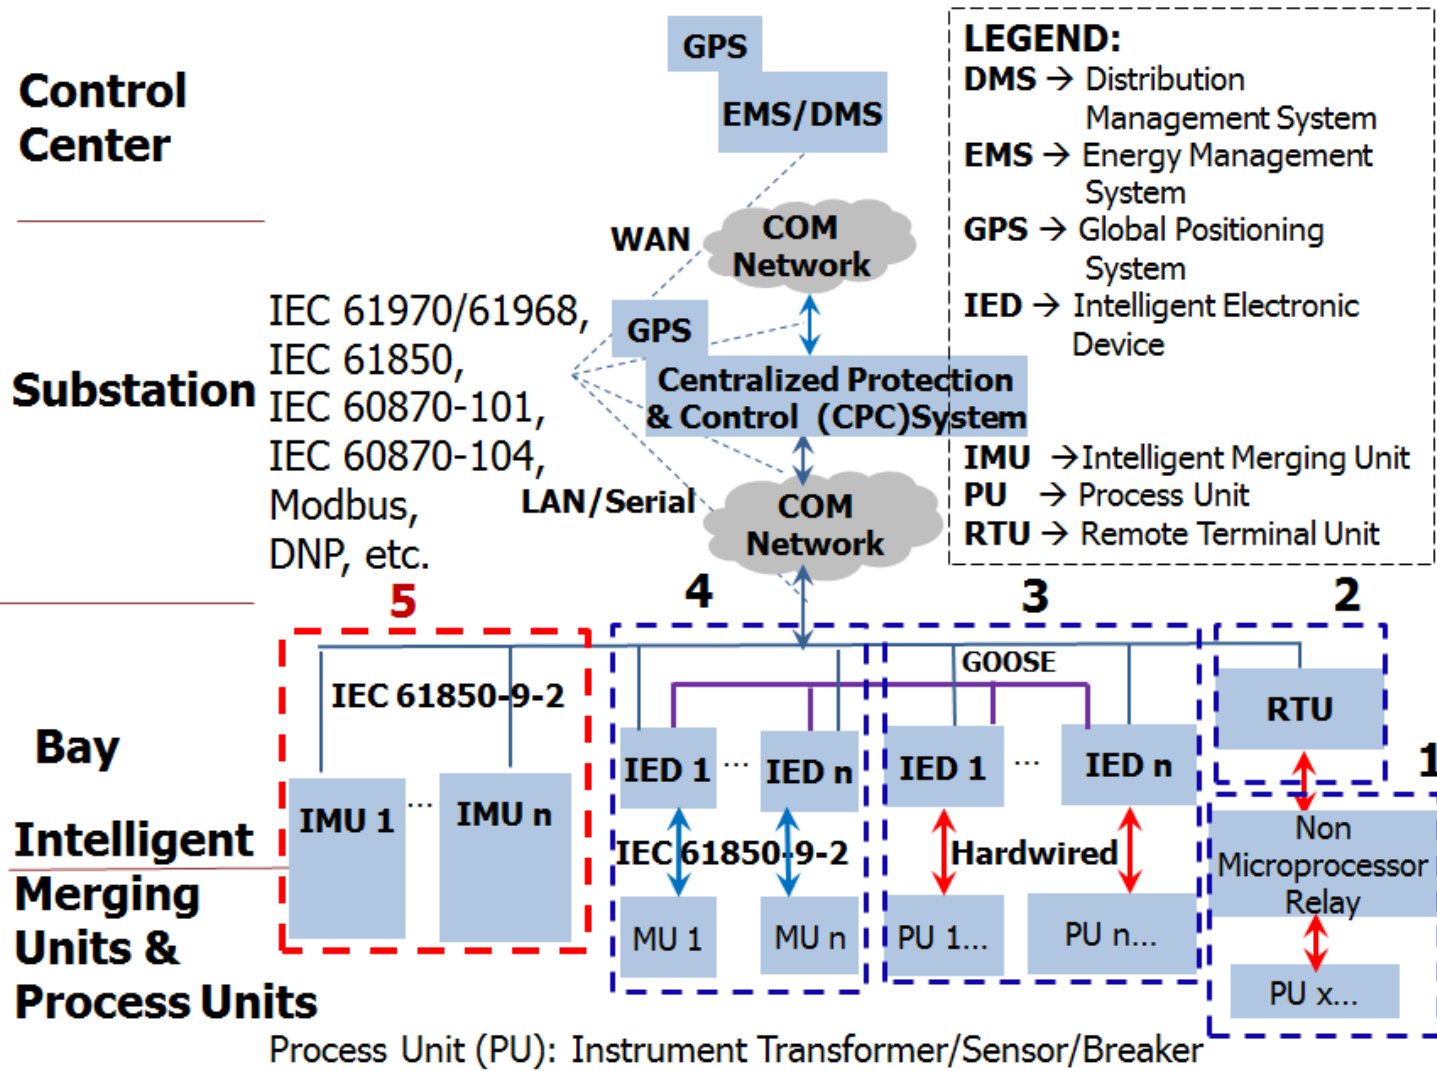 Control
Center
GPS
EMS/DMS
WAN
COM
Network
LEGEND:
DMS → Distribution
Management System
EMS → Energy Management
System
GPS → Global Positioning
System
IED → Intelligent Electronic
Device
IMU →Intelligent Merging Unit
PU → Process Unit
RTU → Remote Terminal Unit
Substation
IEC 61970/61968,
IEC 61850,
IEC 60870-101,
IEC 60870-104,
Modbus,
DNP, etc.
GPS
Centralized Protection
& Control (CPC)System
LAN/Serial
COM
Network
5
4
3
2
1
Bay
Intelligent
Merging
Units &
Process Units
IEC 61850-9-2
IMU 1
...
IMU n
GOOSE
IED 1
...
IED n
IEC 61850-9-2
MU 1
MU n
IED 1
...
IED n
Hardwired
PU 1...
PU n...
RTU
Non
Microprocessor
Relay
PU x...
Process Unit (PU): Instrument Transformer/Sensor/Breaker